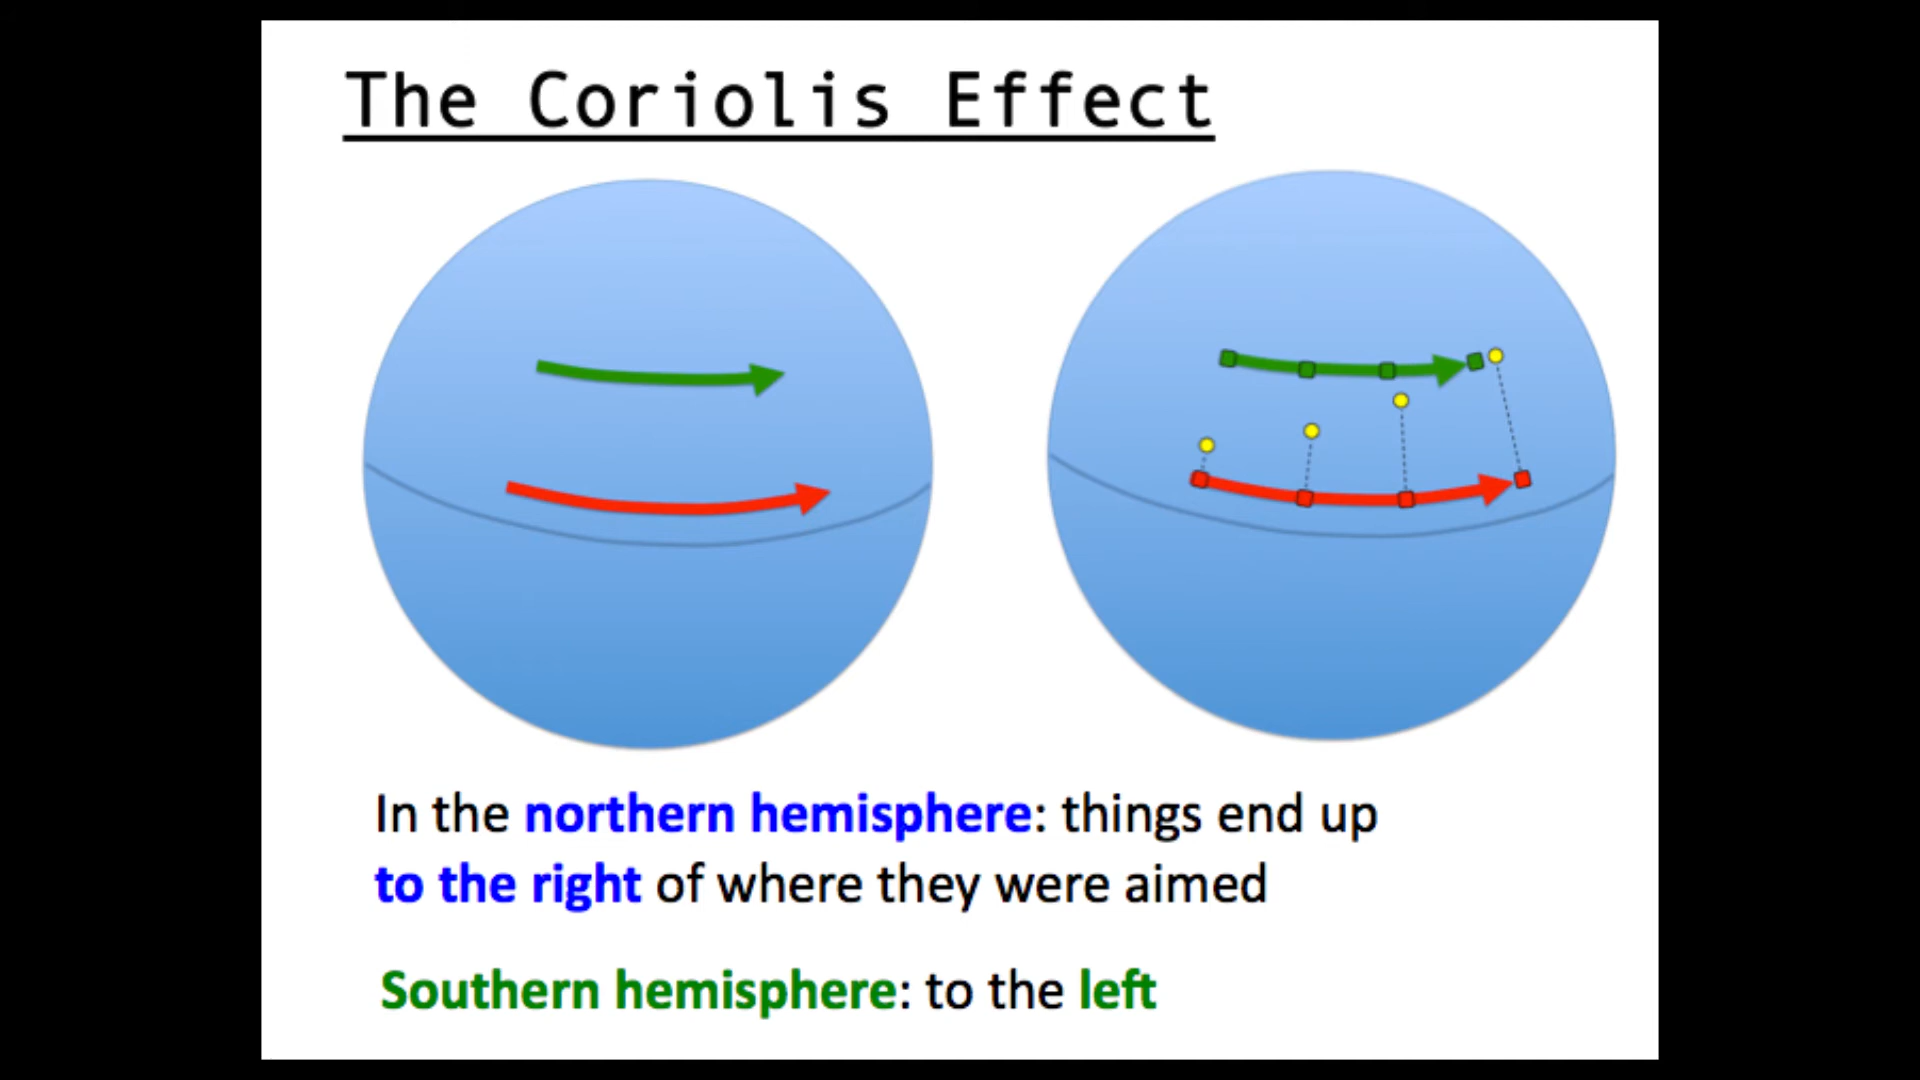 The Coriolis Effect
In the northern hemisphere: things end up
to the right of where they were aimed
Southern hemisphere: to the left